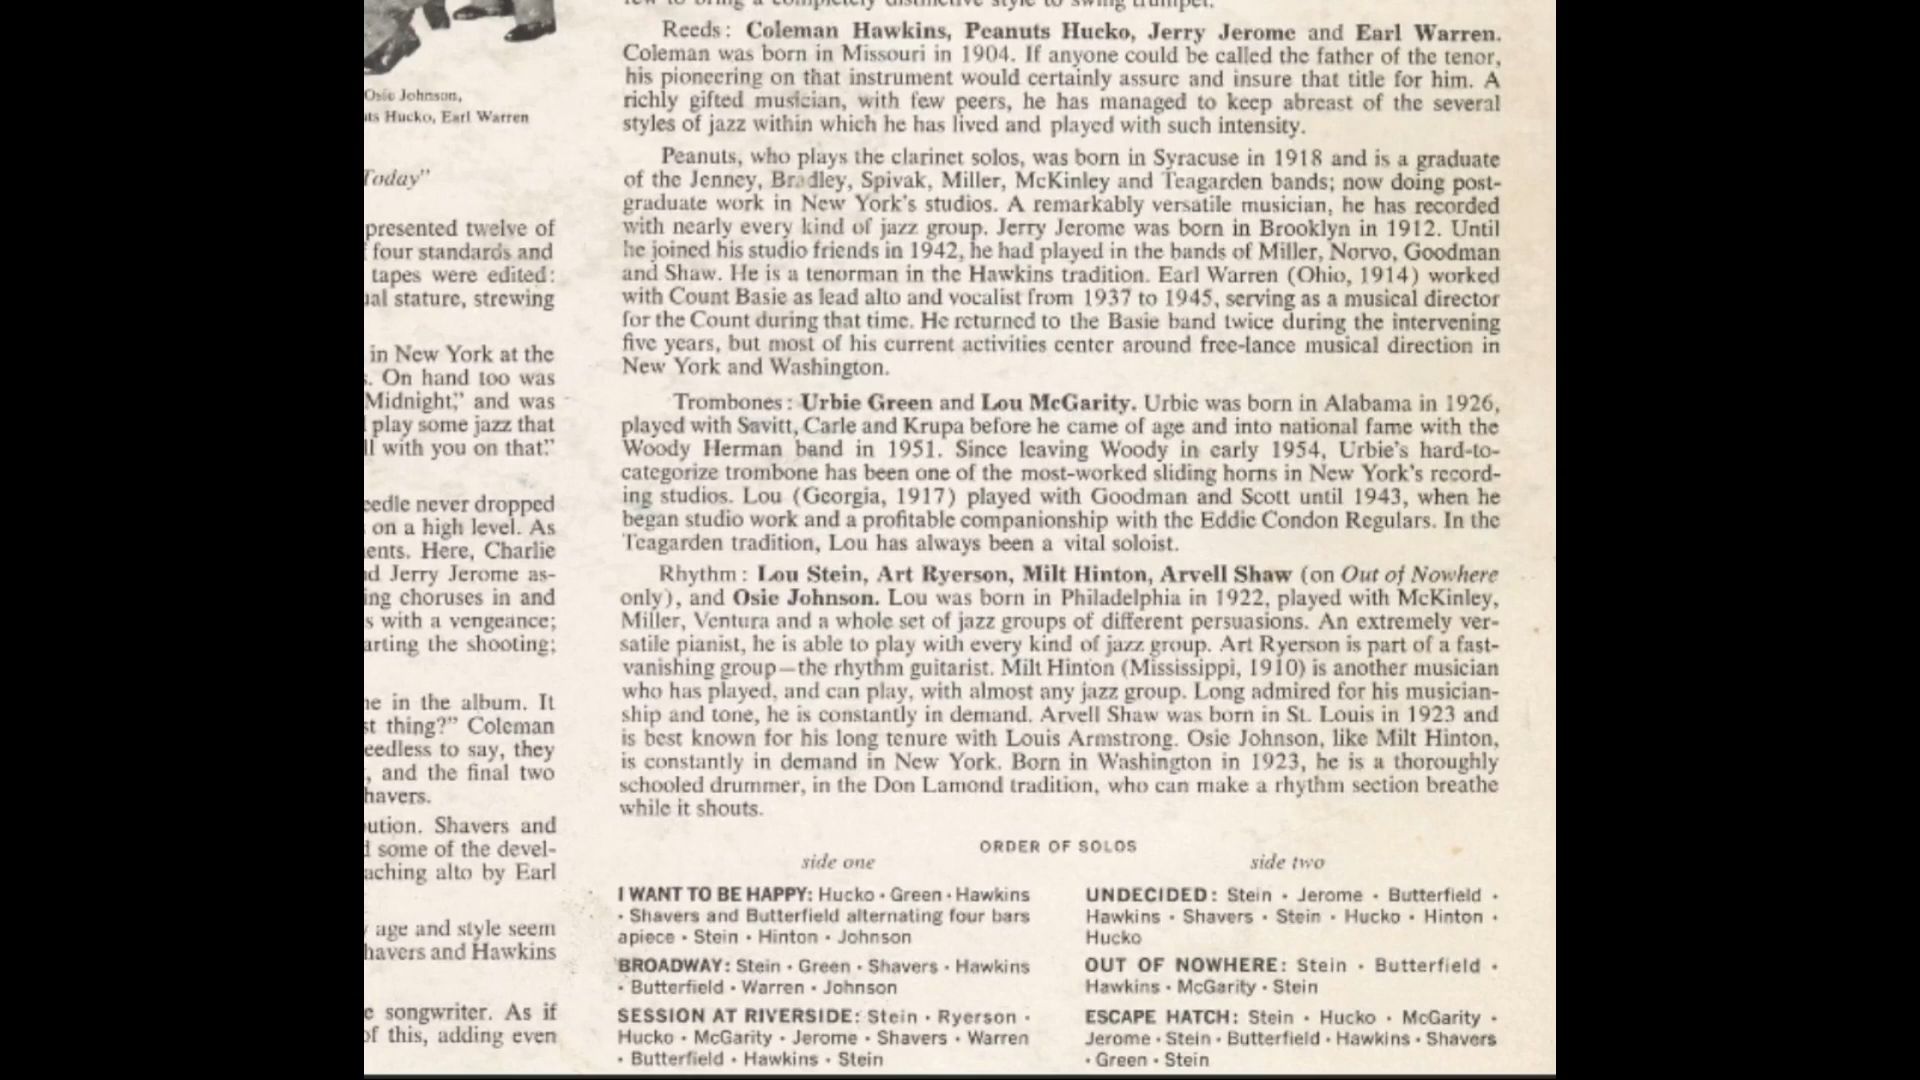 Osie Johnson,
ts Hucko, Earl Warren
Today"
presented twelve of
four standards and
tapes were edited:
al stature, strewing
in New York at the
. On hand too was
Midnight," and was
play some jazz that
ll with you on that."
eedle never dropped
on a high level. As
ents. Here, Charlie
d Jerry Jerome as-
ing choruses in and
s with a vengeance;
arting the shooting;
e in the album. It
st thing?" Coleman
eedless to say, they
, and the final two
havers.
ution. Shavers and
d some of the devel-
aching alto by Earl
age and style seem
havers and Hawkins
e songwriter. As if
of this, adding even
few to bring a completely distinctive style to swing trumpet.
Reeds: Coleman Hawkins, Peanuts Hucko, Jerry Jerome and Earl Warren.
Coleman was born in Missouri in 1904. If anyone could be called the father of the tenor,
his pioneering on that instrument would certainly assure and insure that title for him. A
richly gifted musician, with few peers, he has managed to keep abreast of the several
styles of jazz within which he has lived and played with such intensity.
Peanuts, who plays the clarinet solos, was born in Syracuse in 1918 and is a graduate
of the Jenney, Bradley, Spivak, Miller, McKinley and Teagarden bands; now doing post-
graduate work in New York's studios. A remarkably versatile musician, he has recorded
with nearly every kind of jazz group. Jerry Jerome was born in Brooklyn in 1912. Until
he joined his studio friends in 1942, he had played in the bands of Miller, Norvo, Goodman
and Shaw. He is a tenorman in the Hawkins tradition. Earl Warren (Ohio, 1914) worked
with Count Basie as lead alto and vocalist from 1937 to 1945, serving as a musical director
for the Count during that time. He returned to the Basie band twice during the intervening
five years, but most of his current activities center around free-lance musical direction in
New York and Washington.
Trombones: Urbie Green and Lou McGarity. Urbie was born in Alabama in 1926,
played with Savitt, Carle and Krupa before he came of age and into national fame with the
Woody Herman band in 1951. Since leaving Woody in early 1954, Urbie's hard-to-
categorize trombone has been one of the most-worked sliding horns in New York's record-
ing studios. Lou (Georgia, 1917) played with Goodman and Scott until 1943, when he
began studio work and a profitable companionship with the Eddie Condon Regulars. In the
Teagarden tradition, Lou has always been a vital soloist.
Rhythm: Lou Stein, Art Ryerson, Milt Hinton, Arvell Shaw (on Out of Nowhere
only), and Osie Johnson. Lou was born in Philadelphia in 1922, played with McKinley,
Miller, Ventura and a whole set of jazz groups of different persuasions. An extremely ver-
satile pianist, he is able to play with every kind of jazz group. Art Ryerson is part of a fast-
vanishing group—the rhythm guitarist. Milt Hinton (Mississippi, 1910) is another musician
who has played, and can play, with almost any jazz group. Long admired for his musician-
ship and tone, he is constantly in demand. Arvell Shaw was born in St. Louis in 1923 and
is best known for his long tenure with Louis Armstrong. Osie Johnson, like Milt Hinton,
is constantly in demand in New York. Born in Washington in 1923, he is a thoroughly
schooled drummer, in the Don Lamond tradition, who can make a rhythm section breathe
while it shouts.
ORDER OF SOLOS
side one
I WANT TO BE HAPPY: Hucko • Green • Hawkins
• Shavers and Butterfield alternating four bars
apiece • Stein • Hinton • Johnson
BROADWAY: Stein • Green • Shavers • Hawkins
• Butterfield • Warren • Johnson
SESSION AT RIVERSIDE: Stein • Ryerson •
Hucko • McGarity • Jerome • Shavers • Warren
• Butterfield • Hawkins • Stein
side two
UNDECIDED: Stein • Jerome • Butterfield •
Hawkins • Shavers • Stein • Hucko • Hinton •
Hucko
OUT OF NOWHERE: Stein • Butterfield •
Hawkins • McGarity • Stein
ESCAPE HATCH: Stein • Hucko • McGarity •
Jerome • Stein • Butterfield • Hawkins • Shavers
• Green • Stein